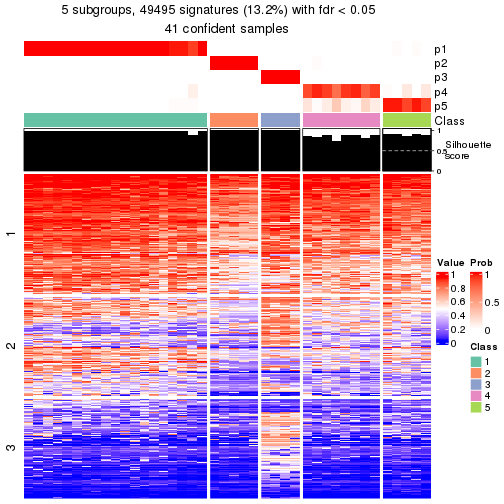 5 subgroups, 49495 signatures (13.2%) with fdr < 0.05
41 confident samples
p1
p2
p3
p4
p5
Class
1
0.5
0
Silhouette
score
1
2
3
Value
1
0.8
0.6
0.4
0.2
0
Prob
1
0.5
0
Class
1
2
3
4
5